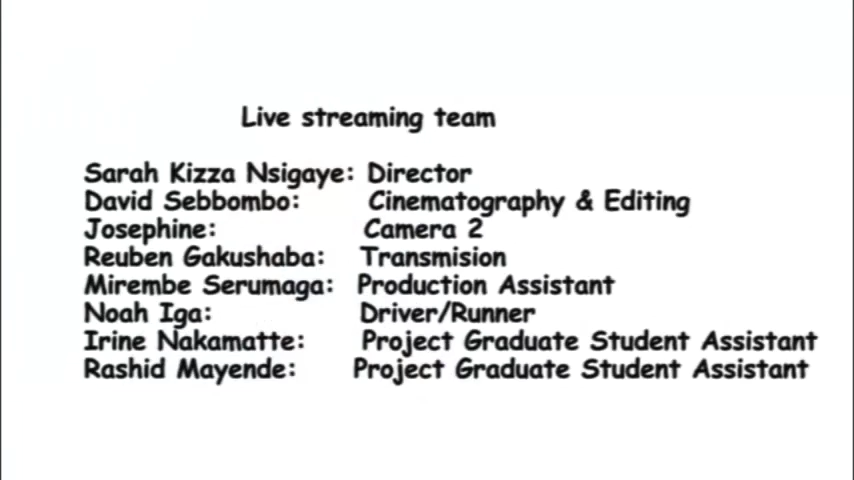 Live streaming team
Sarah Kizza Nsigaye: Director
David Sebbombo: Cinematography & Editing
Josephine: Camera 2
Reuben Gakushaba: Transmision
Mirembe Serumaga: Production Assistant
Noah Iga: Driver/Runner
Irine Nakamatte: Project Graduate Student Assistant
Rashid Mayende: Project Graduate Student Assistant